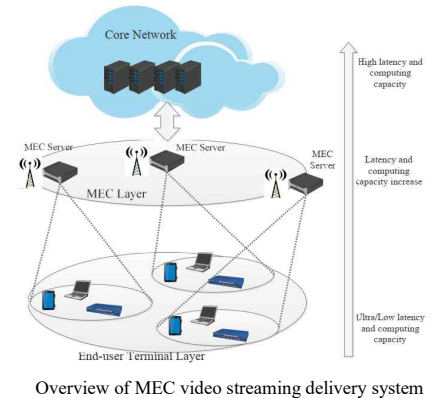 Core Network
High latency and
computing
capacity
MEC Server
MEC Server
MEC
Server
MEC Layer
Latency and
computing
capacity increase
Ultra/Low latency
and computing
capacity
End-user Terminal Layer
Overview of MEC video streaming delivery system